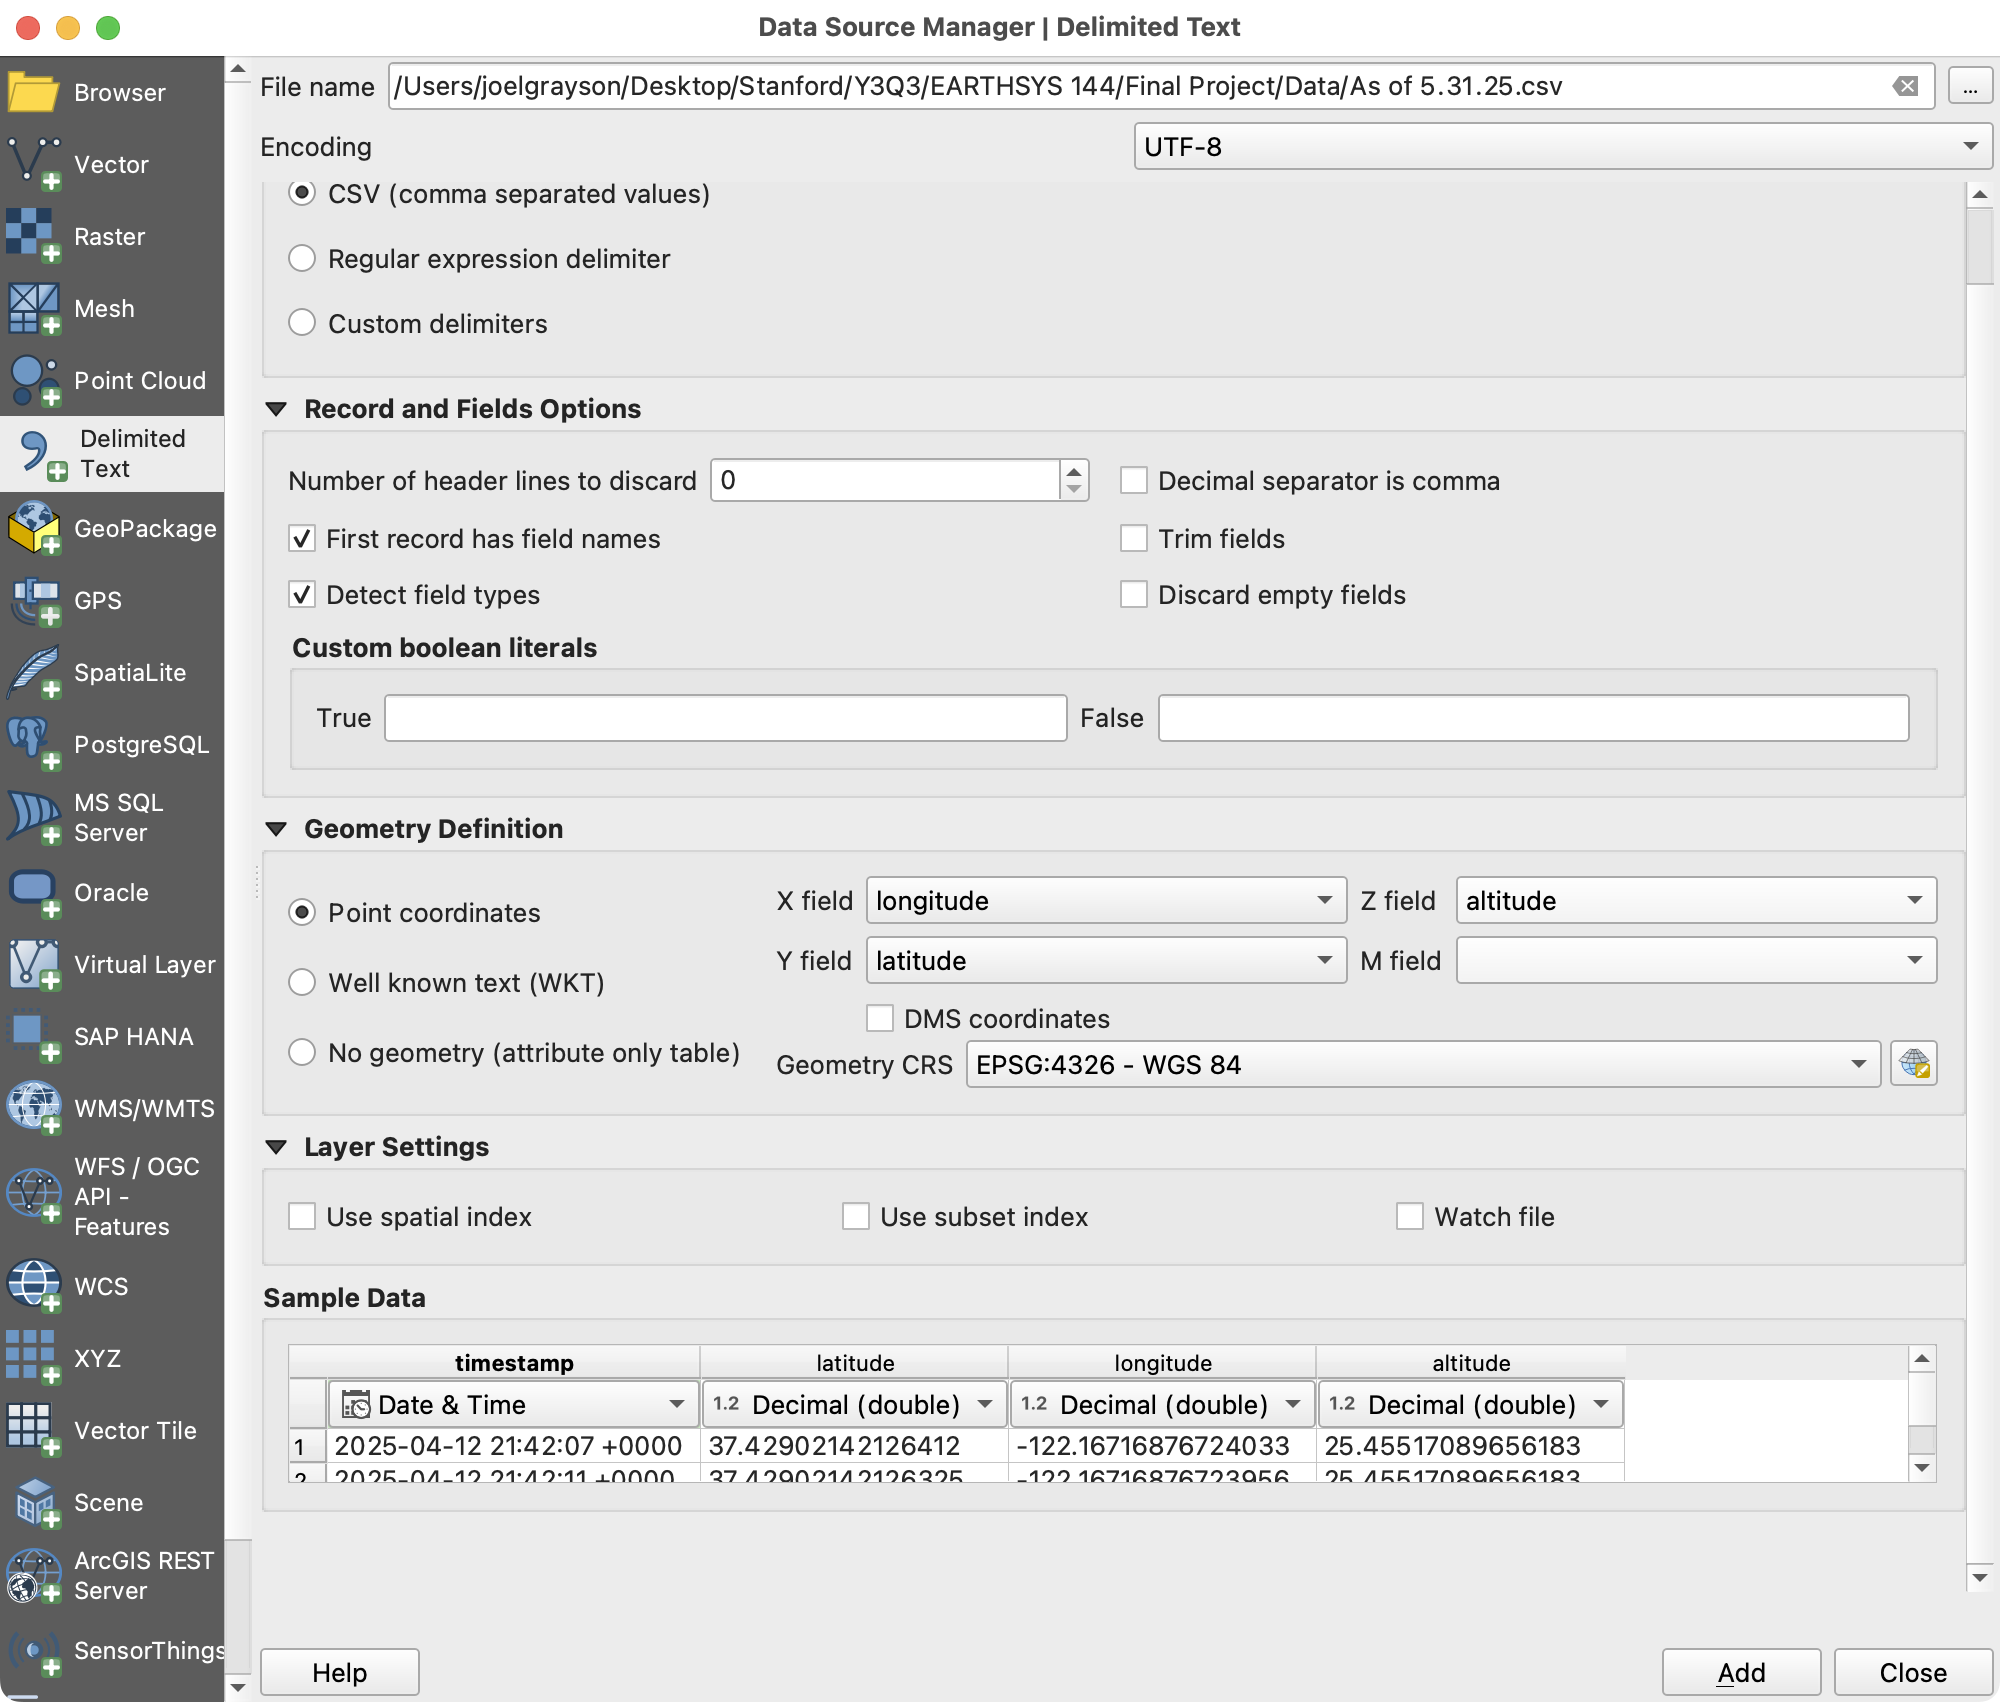 Data Source Manager | Delimited Text
Browser
Vector
Raster
Mesh
Point Cloud
Delimited
Text
GeoPackage
GPS
SpatiaLite
PostgreSQL
MS SQL
Server
Oracle
Virtual Layer
SAP HANA
WMS/WMTS
WFS / OGC
API -
Features
WCS
XYZ
Vector Tile
Scene
ArcGIS REST
Server
SensorThings
File name /Users/joelgrayson/Desktop/Stanford/Y3Q3/EARTHSYS 144/Final Project/Data/As of 5.31.25.csv ...
Encoding UTF-8
CSV (comma separated values)
Regular expression delimiter
Custom delimiters
Record and Fields Options
Number of header lines to discard 0 Decimal separator is comma
First record has field names Trim fields
Detect field types Discard empty fields
Custom boolean literals
True False
Geometry Definition
Point coordinates
Well known text (WKT)
No geometry (attribute only table)
X field longitude Z field altitude
Y field latitude M field
DMS coordinates
Geometry CRS EPSG:4326 - WGS 84
Layer Settings
Use spatial index Use subset index Watch file
Sample Data
timestamp latitude longitude altitude
Date & Time 1.2 Decimal (double) 1.2 Decimal (double) 1.2 Decimal (double)
1 2025-04-12 21:42:07 +0000 37.42902142126412 -122.16716876724033 25.45517089656183
2 2025-04-12 21:42:11 +0000 37.42902142126325 -122.16716876723956 25.45517089656183
Help Add Close